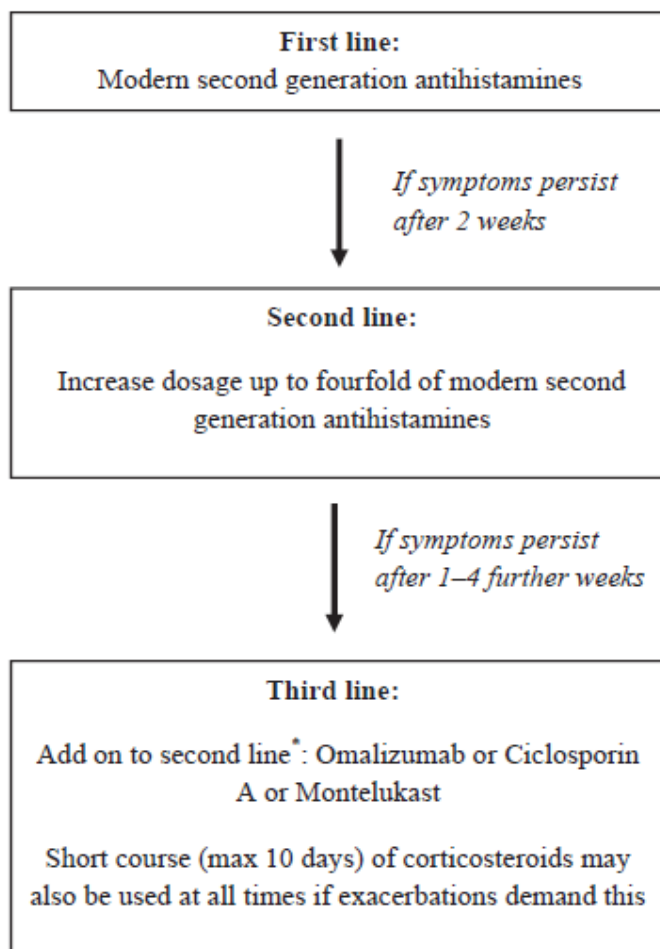 First line:
Modern second generation antihistamines
If symptoms persist
after 2 weeks
Second line:
Increase dosage up to fourfold of modern second
generation antihistamines
If symptoms persist
after 1–4 further weeks
Third line:
Add on to second line*: Omalizumab or Ciclosporin
A or Montelukast
Short course (max 10 days) of corticosteroids may
also be used at all times if exacerbations demand this